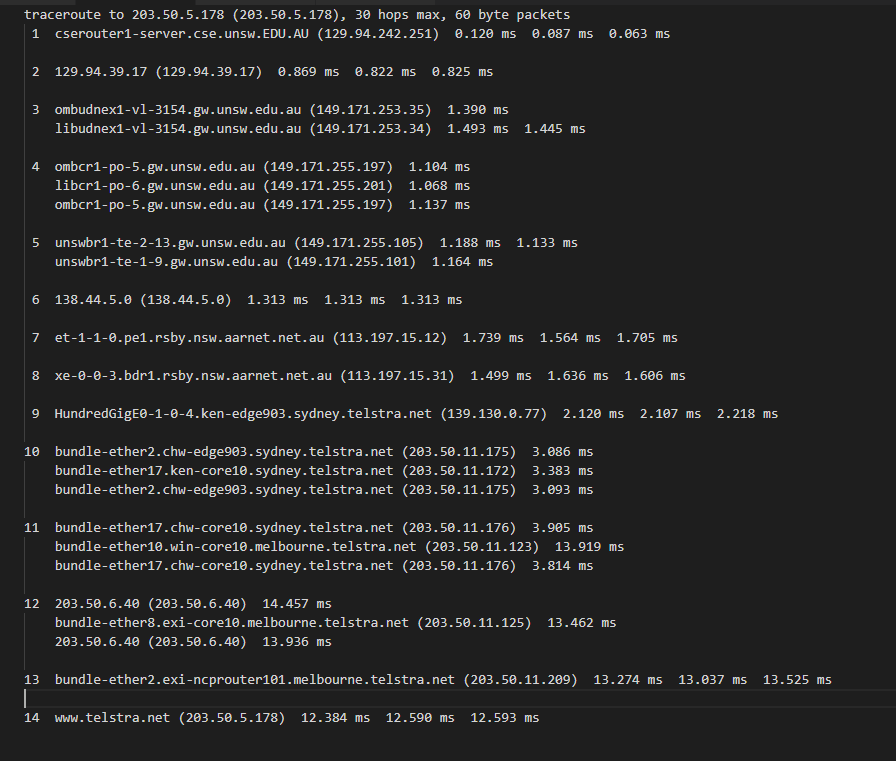 traceroute to 203.50.5.178 (203.50.5.178), 30 hops max, 60 byte packets
1 cserouter1-server.cse.unsw.EDU.AU (129.94.242.251) 0.120 ms 0.087 ms 0.063 ms
2 129.94.39.17 (129.94.39.17) 0.869 ms 0.822 ms 0.825 ms
3 ombudnex1-vl-3154.gw.unsw.edu.au (149.171.253.35) 1.390 ms
libudnex1-vl-3154.gw.unsw.edu.au (149.171.253.34) 1.493 ms 1.445 ms
4 ombcr1-po-5.gw.unsw.edu.au (149.171.255.197) 1.104 ms
libcr1-po-6.gw.unsw.edu.au (149.171.255.201) 1.068 ms
ombcr1-po-5.gw.unsw.edu.au (149.171.255.197) 1.137 ms
5 unswbr1-te-2-13.gw.unsw.edu.au (149.171.255.105) 1.188 ms 1.133 ms
unswbr1-te-1-9.gw.unsw.edu.au (149.171.255.101) 1.164 ms
6 138.44.5.0 (138.44.5.0) 1.313 ms 1.313 ms 1.313 ms
7 et-1-1-0.pe1.rsby.nsw.aarnet.net.au (113.197.15.12) 1.739 ms 1.564 ms 1.705 ms
8 xe-0-0-3.bdr1.rsby.nsw.aarnet.net.au (113.197.15.31) 1.499 ms 1.636 ms 1.606 ms
9 HundredGigE0-1-0-4.ken-edge903.sydney.telstra.net (139.130.0.77) 2.120 ms 2.107 ms 2.218 ms
10 bundle-ether2.chw-edge903.sydney.telstra.net (203.50.11.175) 3.086 ms
bundle-ether17.ken-core10.sydney.telstra.net (203.50.11.172) 3.383 ms
bundle-ether2.chw-edge903.sydney.telstra.net (203.50.11.175) 3.093 ms
11 bundle-ether17.chw-core10.sydney.telstra.net (203.50.11.176) 3.905 ms
bundle-ether10.win-core10.melbourne.telstra.net (203.50.11.123) 13.919 ms
bundle-ether17.chw-core10.sydney.telstra.net (203.50.11.176) 3.814 ms
12 203.50.6.40 (203.50.6.40) 14.457 ms
bundle-ether8.exi-core10.melbourne.telstra.net (203.50.11.125) 13.462 ms
203.50.6.40 (203.50.6.40) 13.936 ms
13 bundle-ether2.exi-ncprouter101.melbourne.telstra.net (203.50.11.209) 13.274 ms 13.037 ms 13.525 ms
14 www.telstra.net (203.50.5.178) 12.384 ms 12.590 ms 12.593 ms